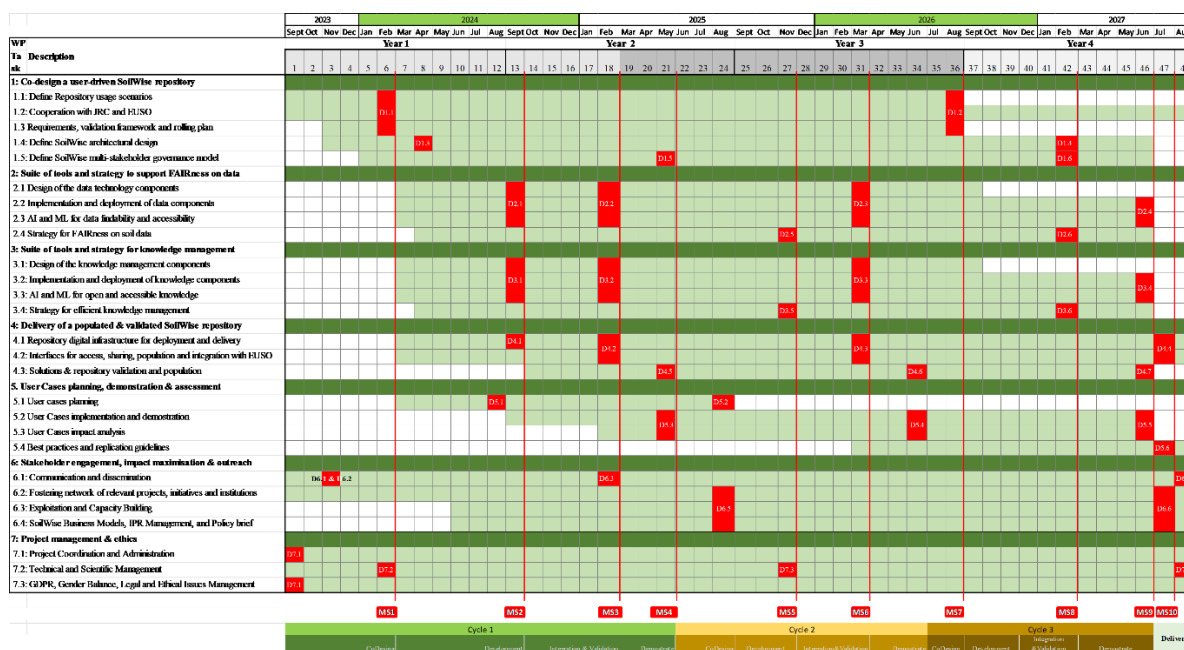 2023 2024 2025 2026 2027
Sept Oct Nov Dec Jan Feb Mar Apr May Jun Jul Aug Sept Oct Nov Dec Jan Feb Mar Apr May Jun Jul Aug Sept Oct Nov Dec Jan Feb Mar Apr May Jun Jul Aug Sept Oct Nov Dec Jan Feb Mar Apr May Jun Jul
WP Year 1 Year 2 Year 3 Year 4
Ta sk Description 1 2 3 4 5 6 7 8 9 10 11 12 13 14 15 16 17 18 19 20 21 22 23 24 25 26 27 28 29 30 31 32 33 34 35 36 37 38 39 40 41 42 43 44 45 46 47
1: Co-design a user-driven SoilWise repository
1.1: Define Repository usage scenarios
1.2: Cooperation with JRC and EUSO D1.1 D1.2
1.3 Requirements, validation framework and rolling plan
1.4: Define SoilWise architectural design D1.3 D1.4
1.5: Define SoilWise multi-stakeholder governance model D1.5 D1.6
2: Suite of tools and strategy to support FAIRness on data
2.1 Design of the data technology components
2.2 Implementation and deployment of data components D2.1 D2.2 D2.3
2.3 AI and ML for data findability and accessibility D2.4
2.4 Strategy for FAIRness on soil data D2.5 D2.6
3: Suite of tools and strategy for knowledge management
3.1: Design of the knowledge management components
3.2: Implementation and deployment of knowledge components D3.1 D3.2 D3.3
3.3: AI and ML for open and accessible knowledge D3.4
3.4: Strategy for efficient knowledge management D3.5 D3.6
4: Delivery of a populated & validated SoilWise repository
4.1 Repository digital infrastructure for deployment and delivery D4.1
4.2: Interfaces for access, sharing, population and integration with EUSO D4.2 D4.3 D4.4
4.3: Solutions & repository validation and population D4.5 D4.6 D4.7
5. User Cases planning, demonstration & assessment
5.1 User cases planning D5.1 D5.2
5.2 User Cases implementation and demostration D5.3 D5.4 D5.5
5.3 User Cases impact analysis
5.4 Best practices and replication guidelines D5.6
6: Stakeholder engagement, impact maximisation & outreach
6.1: Communication and dissemination D6.3
6.2: Fostering network of relevant projects, initiatives and institutions
6.3: Exploitation and Capacity Building D6.5 D6.6
6.4: SoilWise Business Models, IPR Management, and Policy brief
7: Project management & ethics
7.1: Project Coordination and Administration D7.1
7.2: Technical and Scientific Management D7.2 D7.3
7.3: GDPR, Gender Balance, Legal and Ethical Issues Management D7.1
MS1 MS2 MS3 MS4 MS5 MS6 MS7 MS8 MS9 MS10
Cycle 1 Cycle 2 Cycle 3
CoDesign Development Integration & Validation Demostrate CoDesign Development Integration&Validation Demostrate CoDesign Development Integration & Validation Demostrate